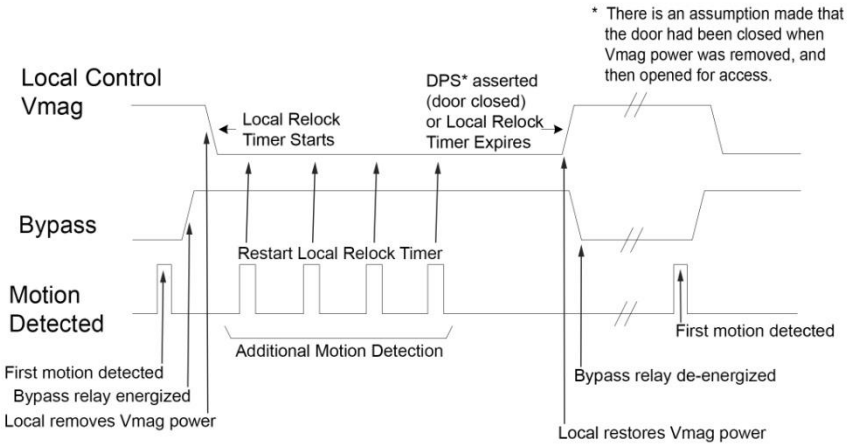 * There is an assumption made that
the door had been closed when
Vmag power was removed, and
then opened for access.
Local Control
Vmag
Local Relock
Timer Starts
DPS* asserted
(door closed)
or Local Relock
Timer Expires
Bypass
Restart Local Relock Timer
Motion
Detected
Additional Motion Detection
First motion detected
First motion detected
Bypass relay energized
Bypass relay de-energized
Local removes Vmag power
Local restores Vmag power